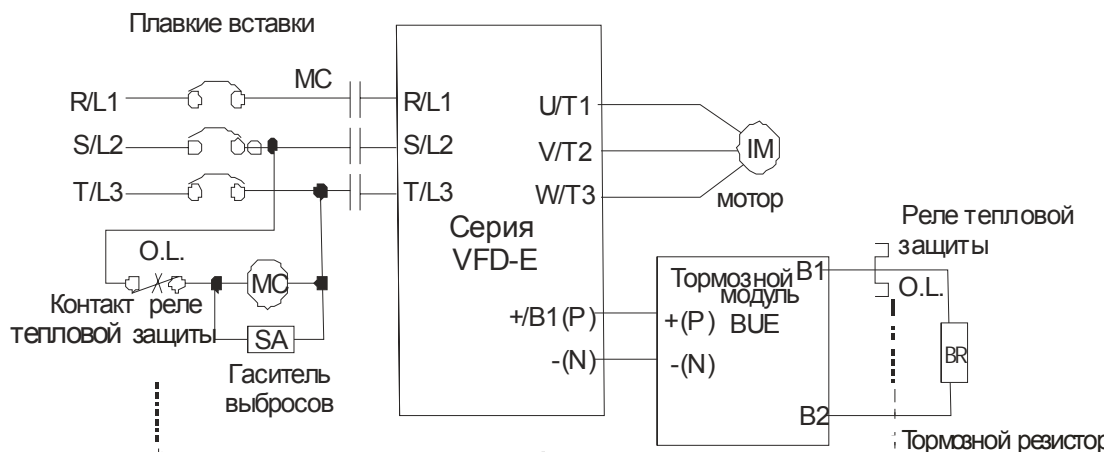 Плавкие вставки
MC
R/L1
R/L1
U/T1
S/L2
S/L2
V/T2
IM
T/L3
T/L3
W/T3
мотор
Серия
VFD-E
Реле тепловой
защиты
O.L.
O.L.
MC
Контакт реле
тепловой защиты
SA
Гаситель
выбросов
+/B1(P)
-(N)
Тормозной
модуль
BUE
+(P)
-(N)
B1
B2
BR
Тормозной резистор